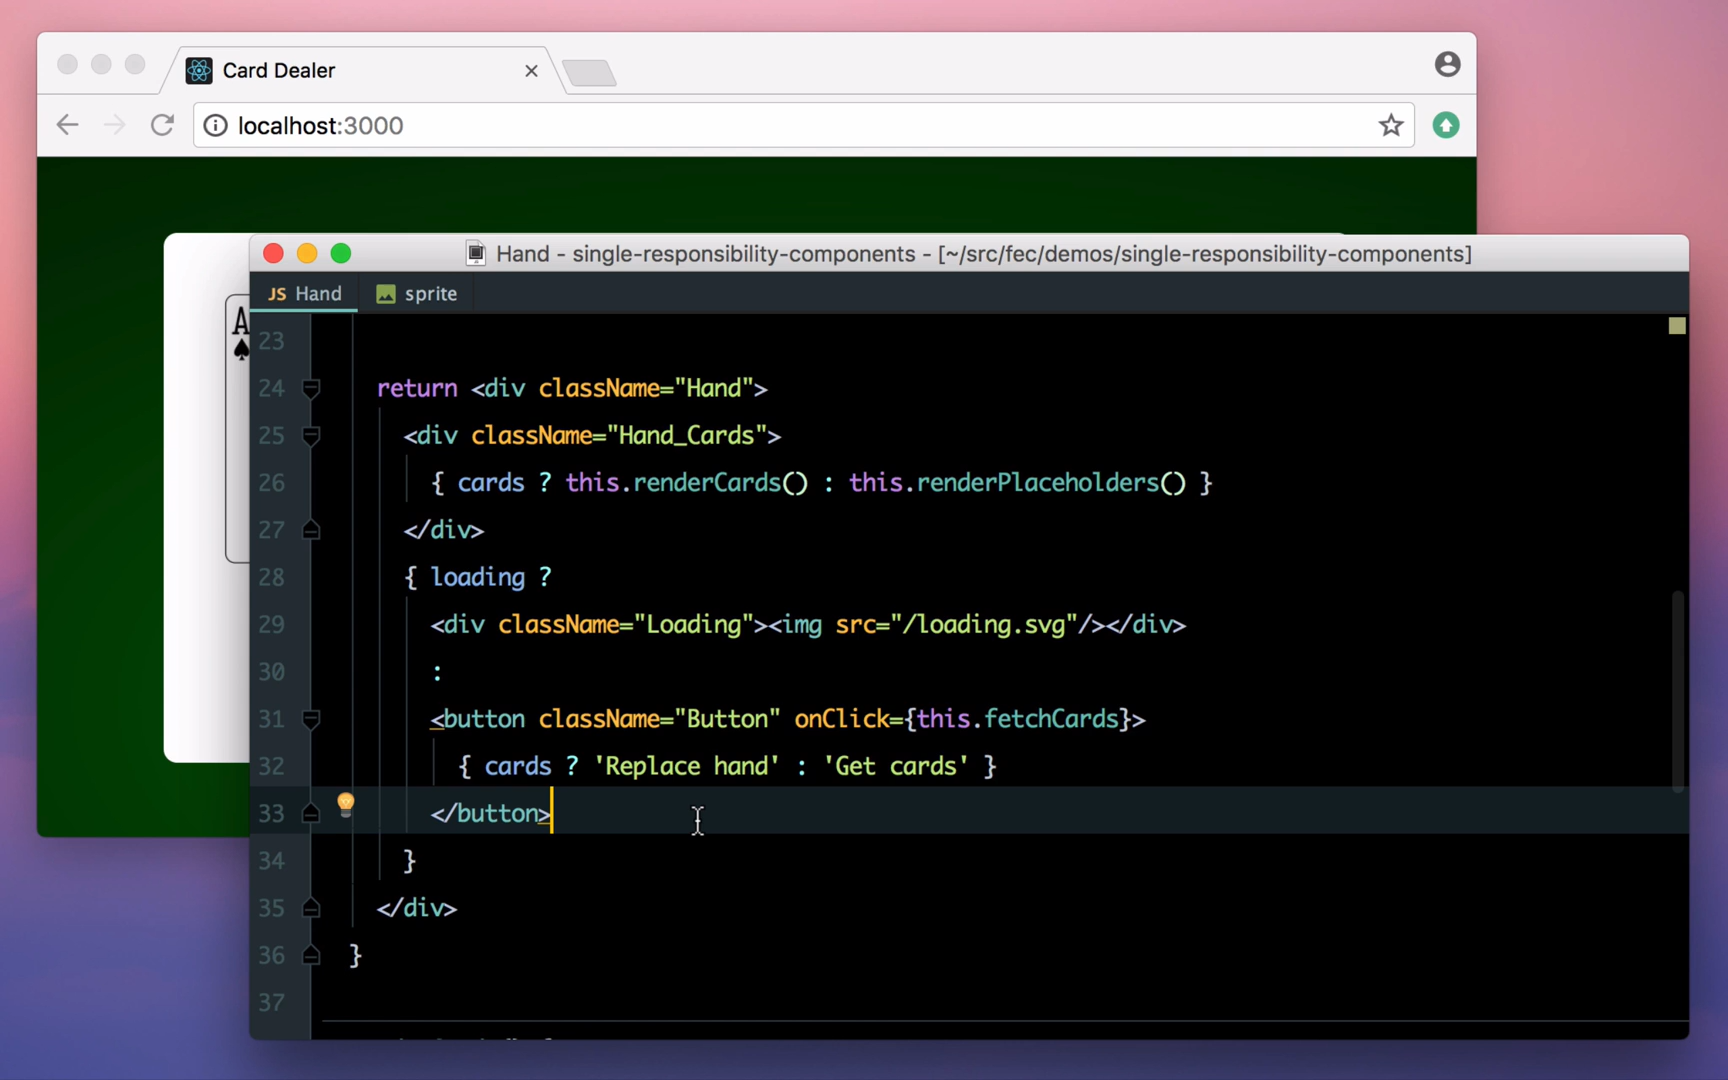 Card Dealer
localhost:3000
A
Hand - single-responsibility-components - [~/src/fec/demos/single-responsibility-components]
JS Hand
sprite
23
24 return <div className="Hand">
25 <div className="Hand_Cards">
26 { cards ? this.renderCards() : this.renderPlaceholders() }
27 </div>
28 { loading ?
29 <div className="Loading"><img src="/loading.svg"/></div>
30 :
31 <button className="Button" onClick={this.fetchCards}>
32 { cards ? 'Replace hand' : 'Get cards' }
33 </button>
34 }
35 </div>
36 }
37